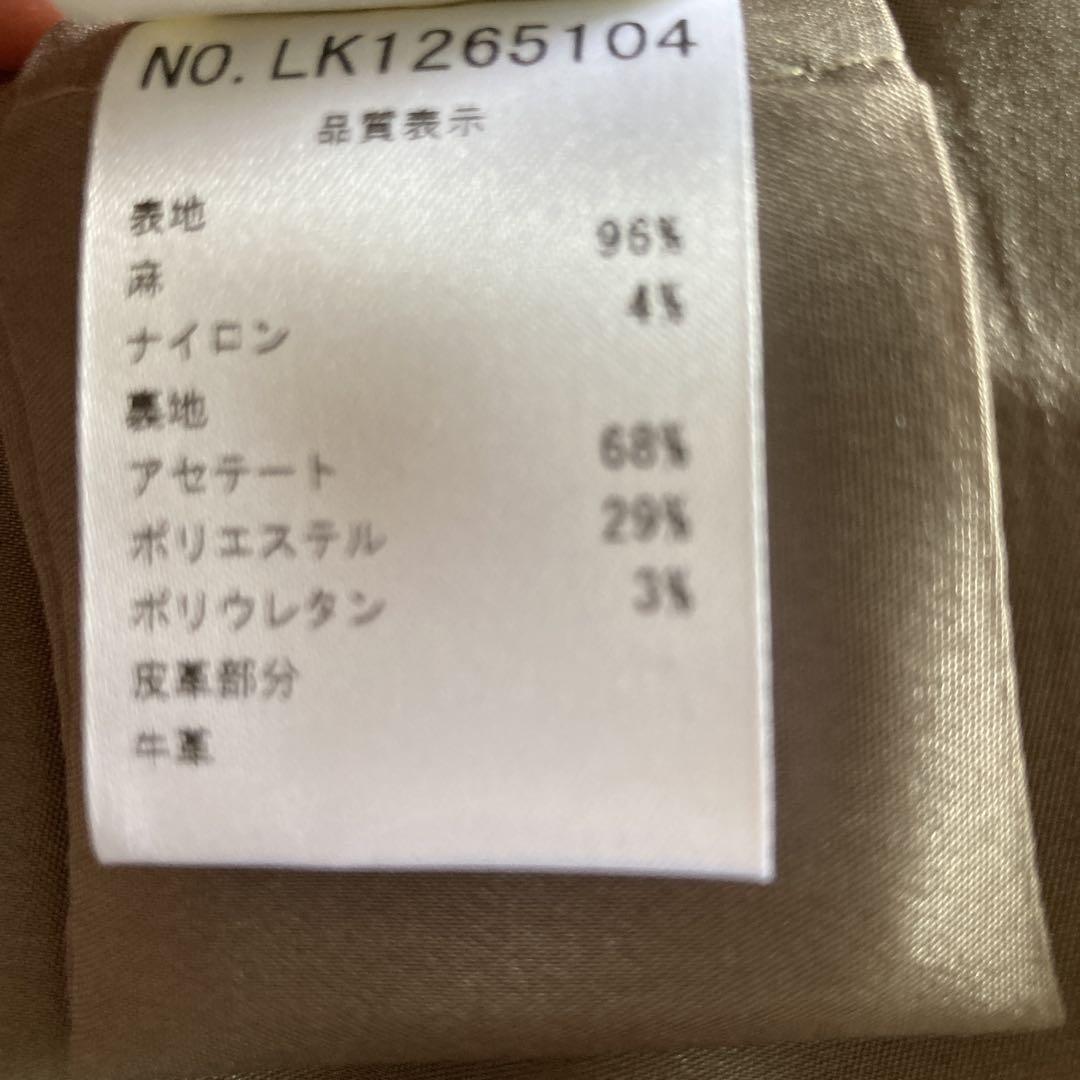 NO. LK1265104
品質表示
表地
麻 96%
ナイロン 4%
裏地
アセテート 68%
ポリエステル 29%
ポリウレタン 3%
皮革部分
牛革